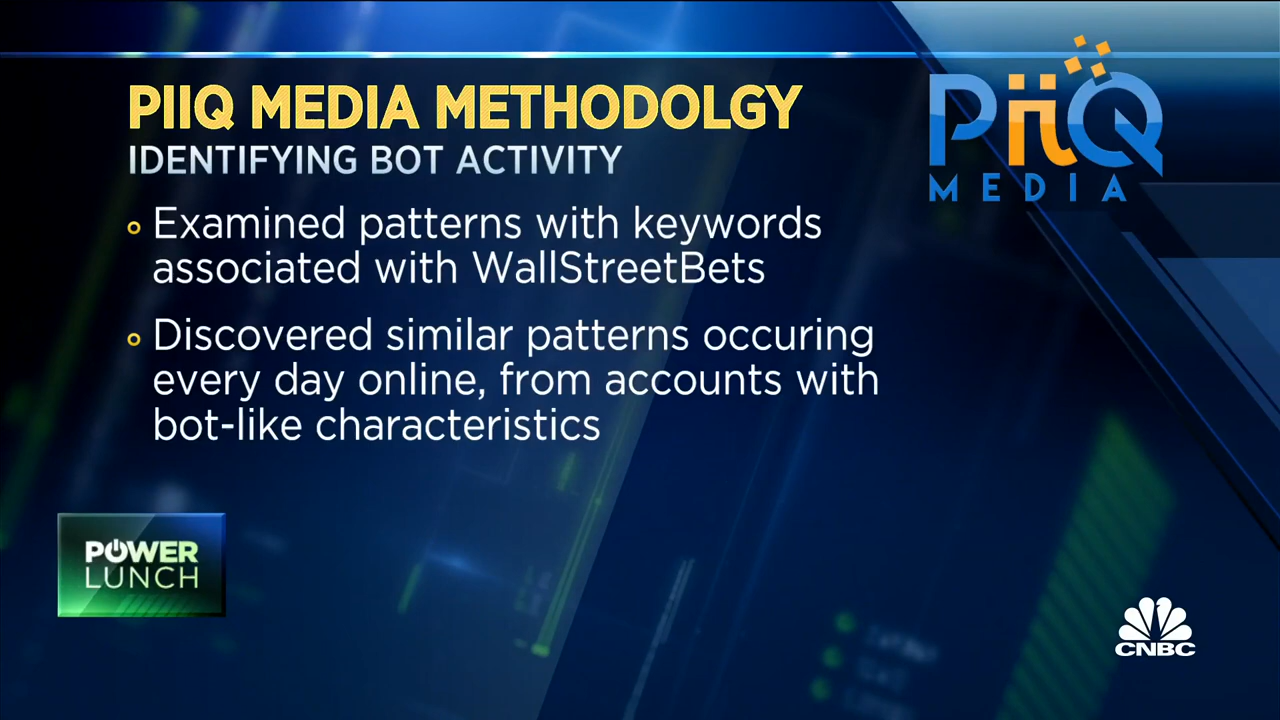 PIIQ MEDIA METHODOLGY
IDENTIFYING BOT ACTIVITY
Examined patterns with keywords
associated with WallStreetBets
Discovered similar patterns occuring
every day online, from accounts with
bot-like characteristics
PiiQ
MEDIA
POWER
LUNCH
CNBC